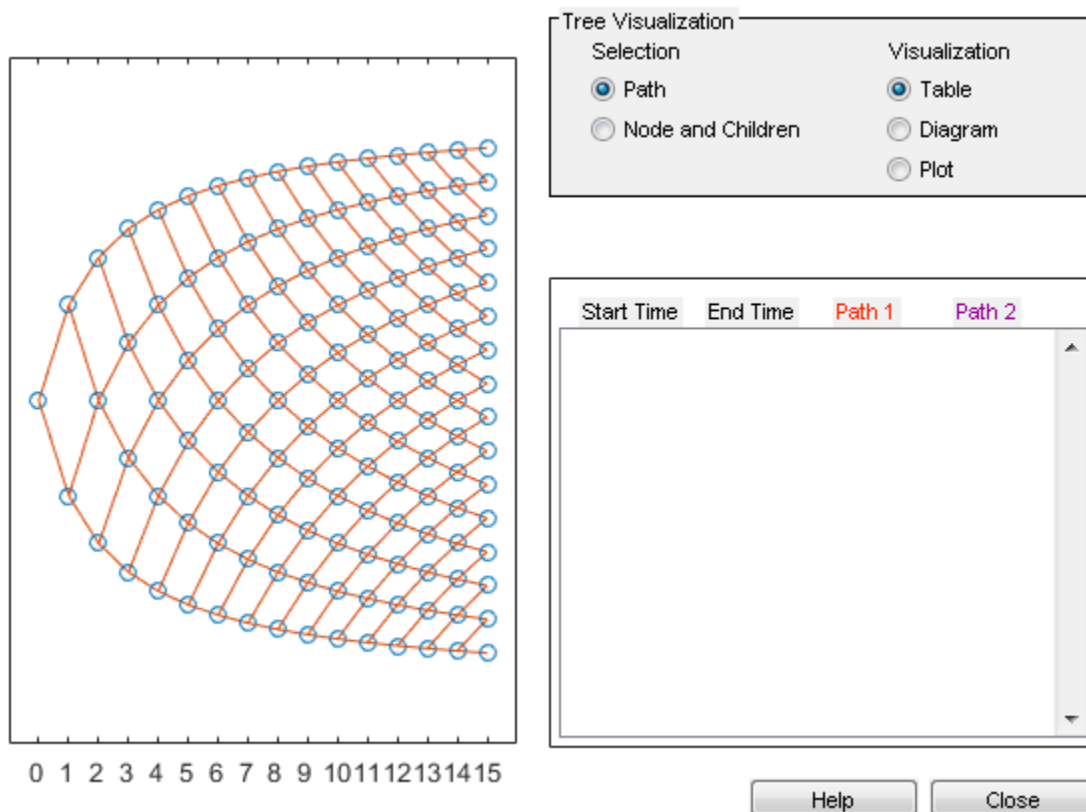 Tree Visualization
Selection Visualization
Path Table
Node and Children Diagram
Plot
Start Time End Time Path 1 Path 2
0 1 2 3 4 5 6 7 8 9 10 11 12 13 14 15
Help Close